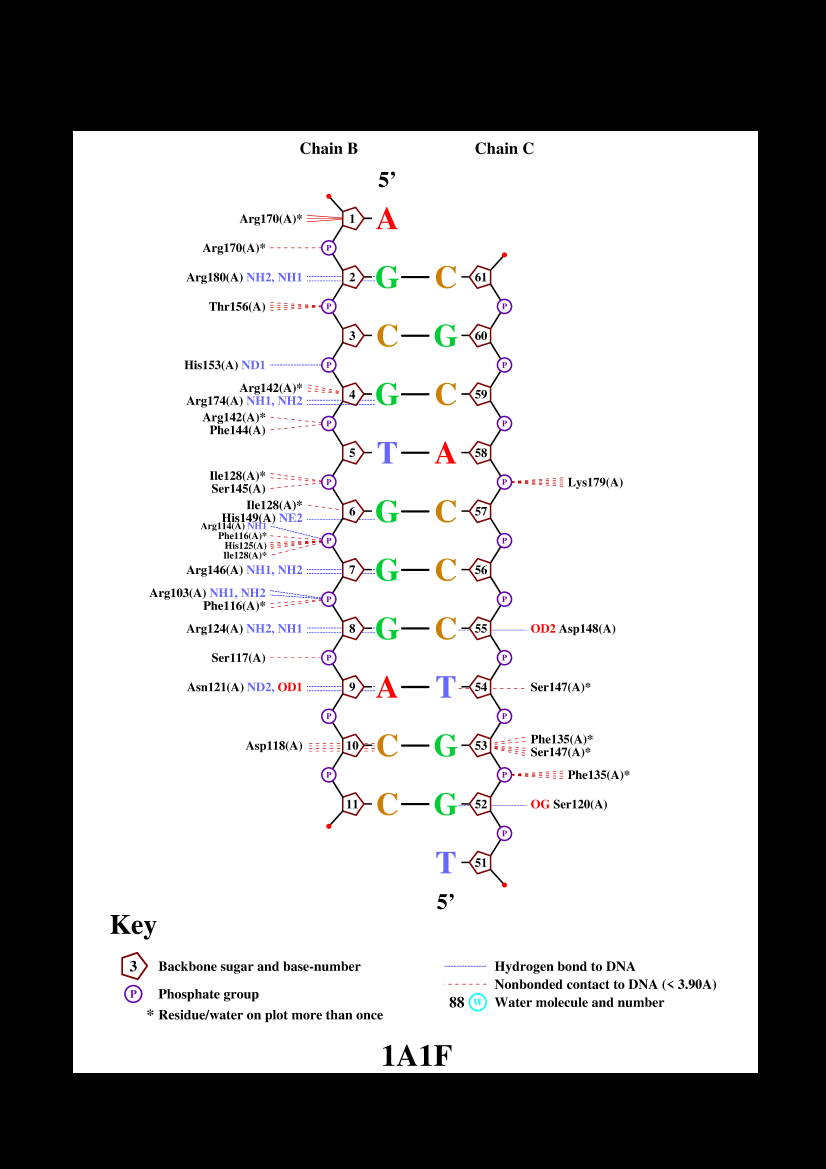 Chain B Chain C
5’
Arg170(A)* 1 A
Arg170(A)* P
Arg180(A) NH2, NH1 2 G C 61
Thr156(A) P P
3 C G 60
His153(A) ND1 P P
Arg142(A)*
Arg174(A) NH1, NH2 4 G C 59
Arg142(A)* P P
Phe144(A)
5 T A 58
Ile128(A)* P P Lys179(A)
Ser145(A)
Ile128(A)* 6 G C 57
His149(A) NE2
Arg114(A) NH1
Phe116(A)* P P
His125(A)
Ile128(A)*
Arg146(A) NH1, NH2 7 G C 56
Arg103(A) NH1, NH2 P P
Phe116(A)*
Arg124(A) NH2, NH1 8 G C 55 OD2 Asp148(A)
Ser117(A) P P
Asn121(A) ND2, OD1 9 A T 54 Ser147(A)*
P P
Phe135(A)*
Asp118(A) 10 C G 53
Ser147(A)*
P P Phe135(A)*
11 C G 52 OG Ser120(A)
P
T 51
5’
Key
3 Backbone sugar and base-number
P Phosphate group
* Residue/water on plot more than once
Hydrogen bond to DNA
Nonbonded contact to DNA (< 3.90A)
88 W Water molecule and number
1A1F